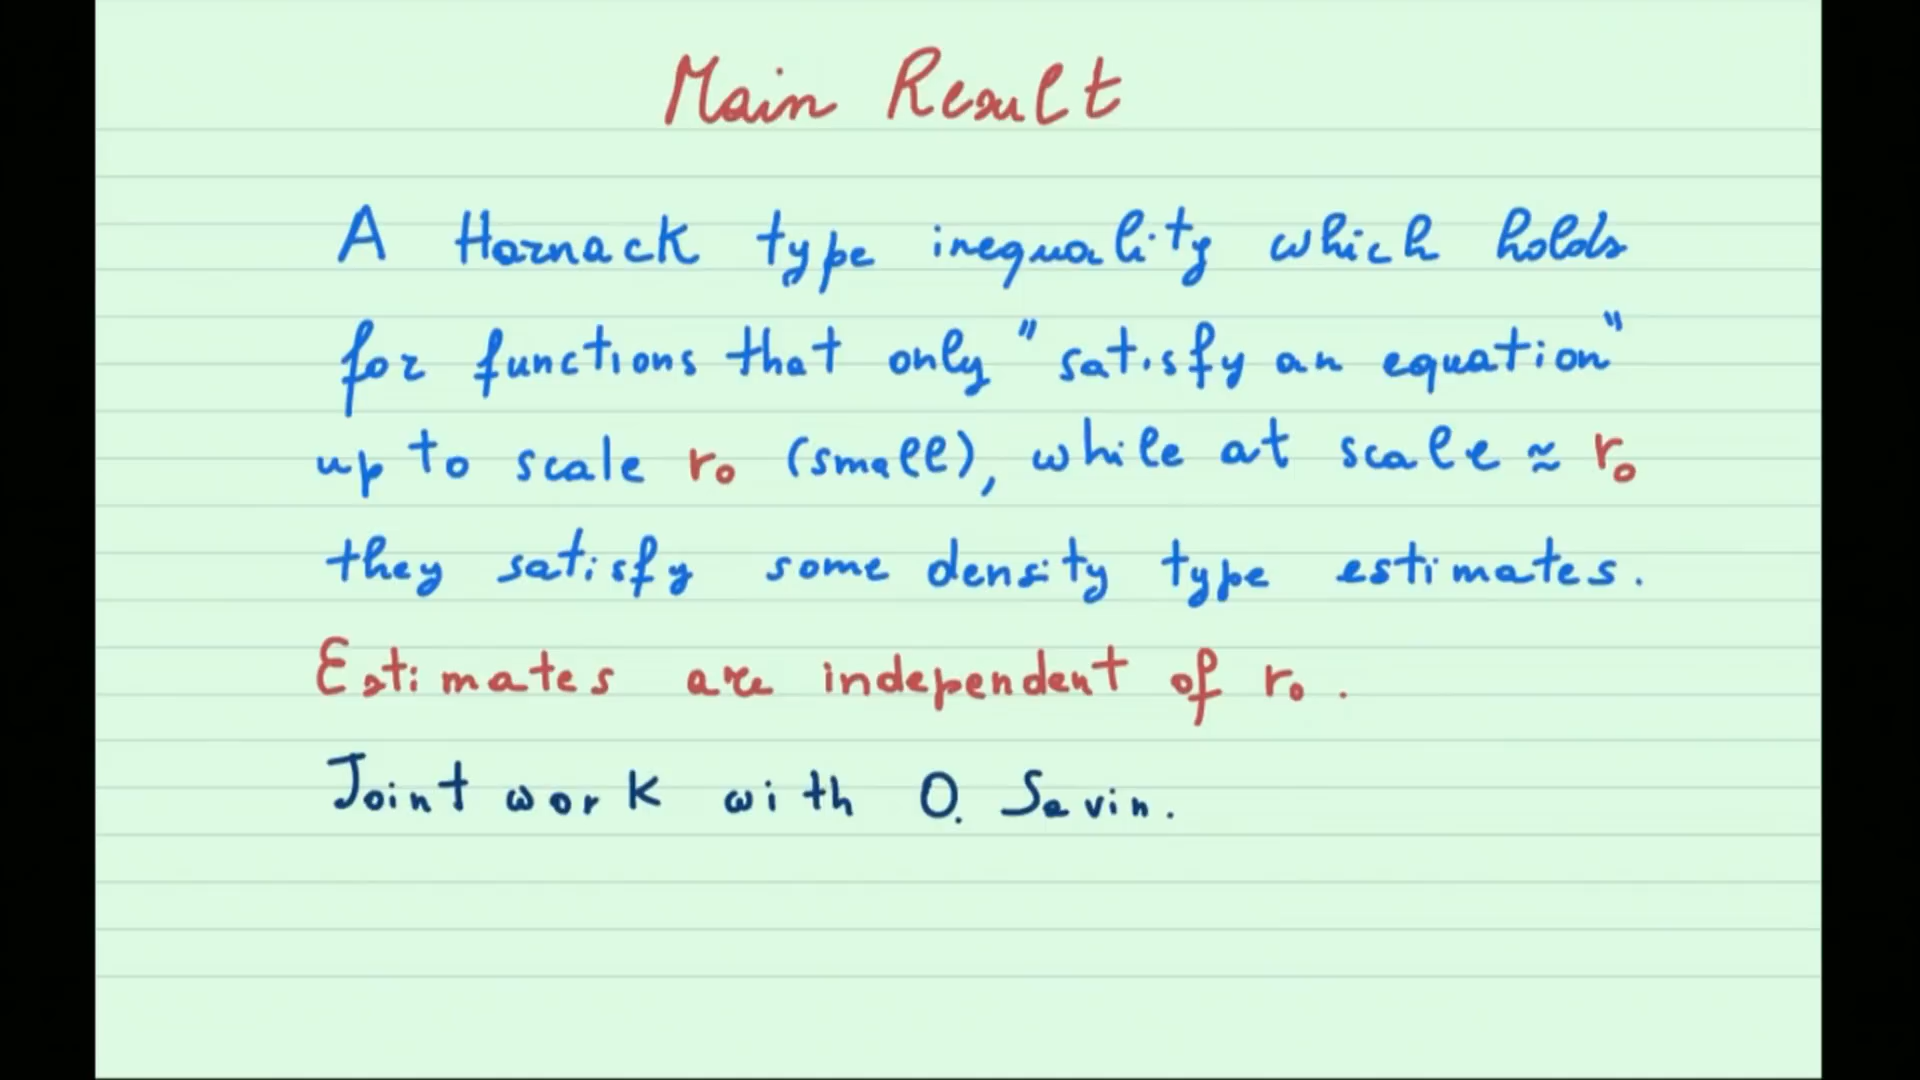 Main Result
A Harnack type inequality which holds
for functions that only "satisfy an equation"
up to scale r₀ (small), while at scale ≈ r₀
they satisfy some density type estimates.
Estimates are independent of r₀.
Joint work with O. Savin.